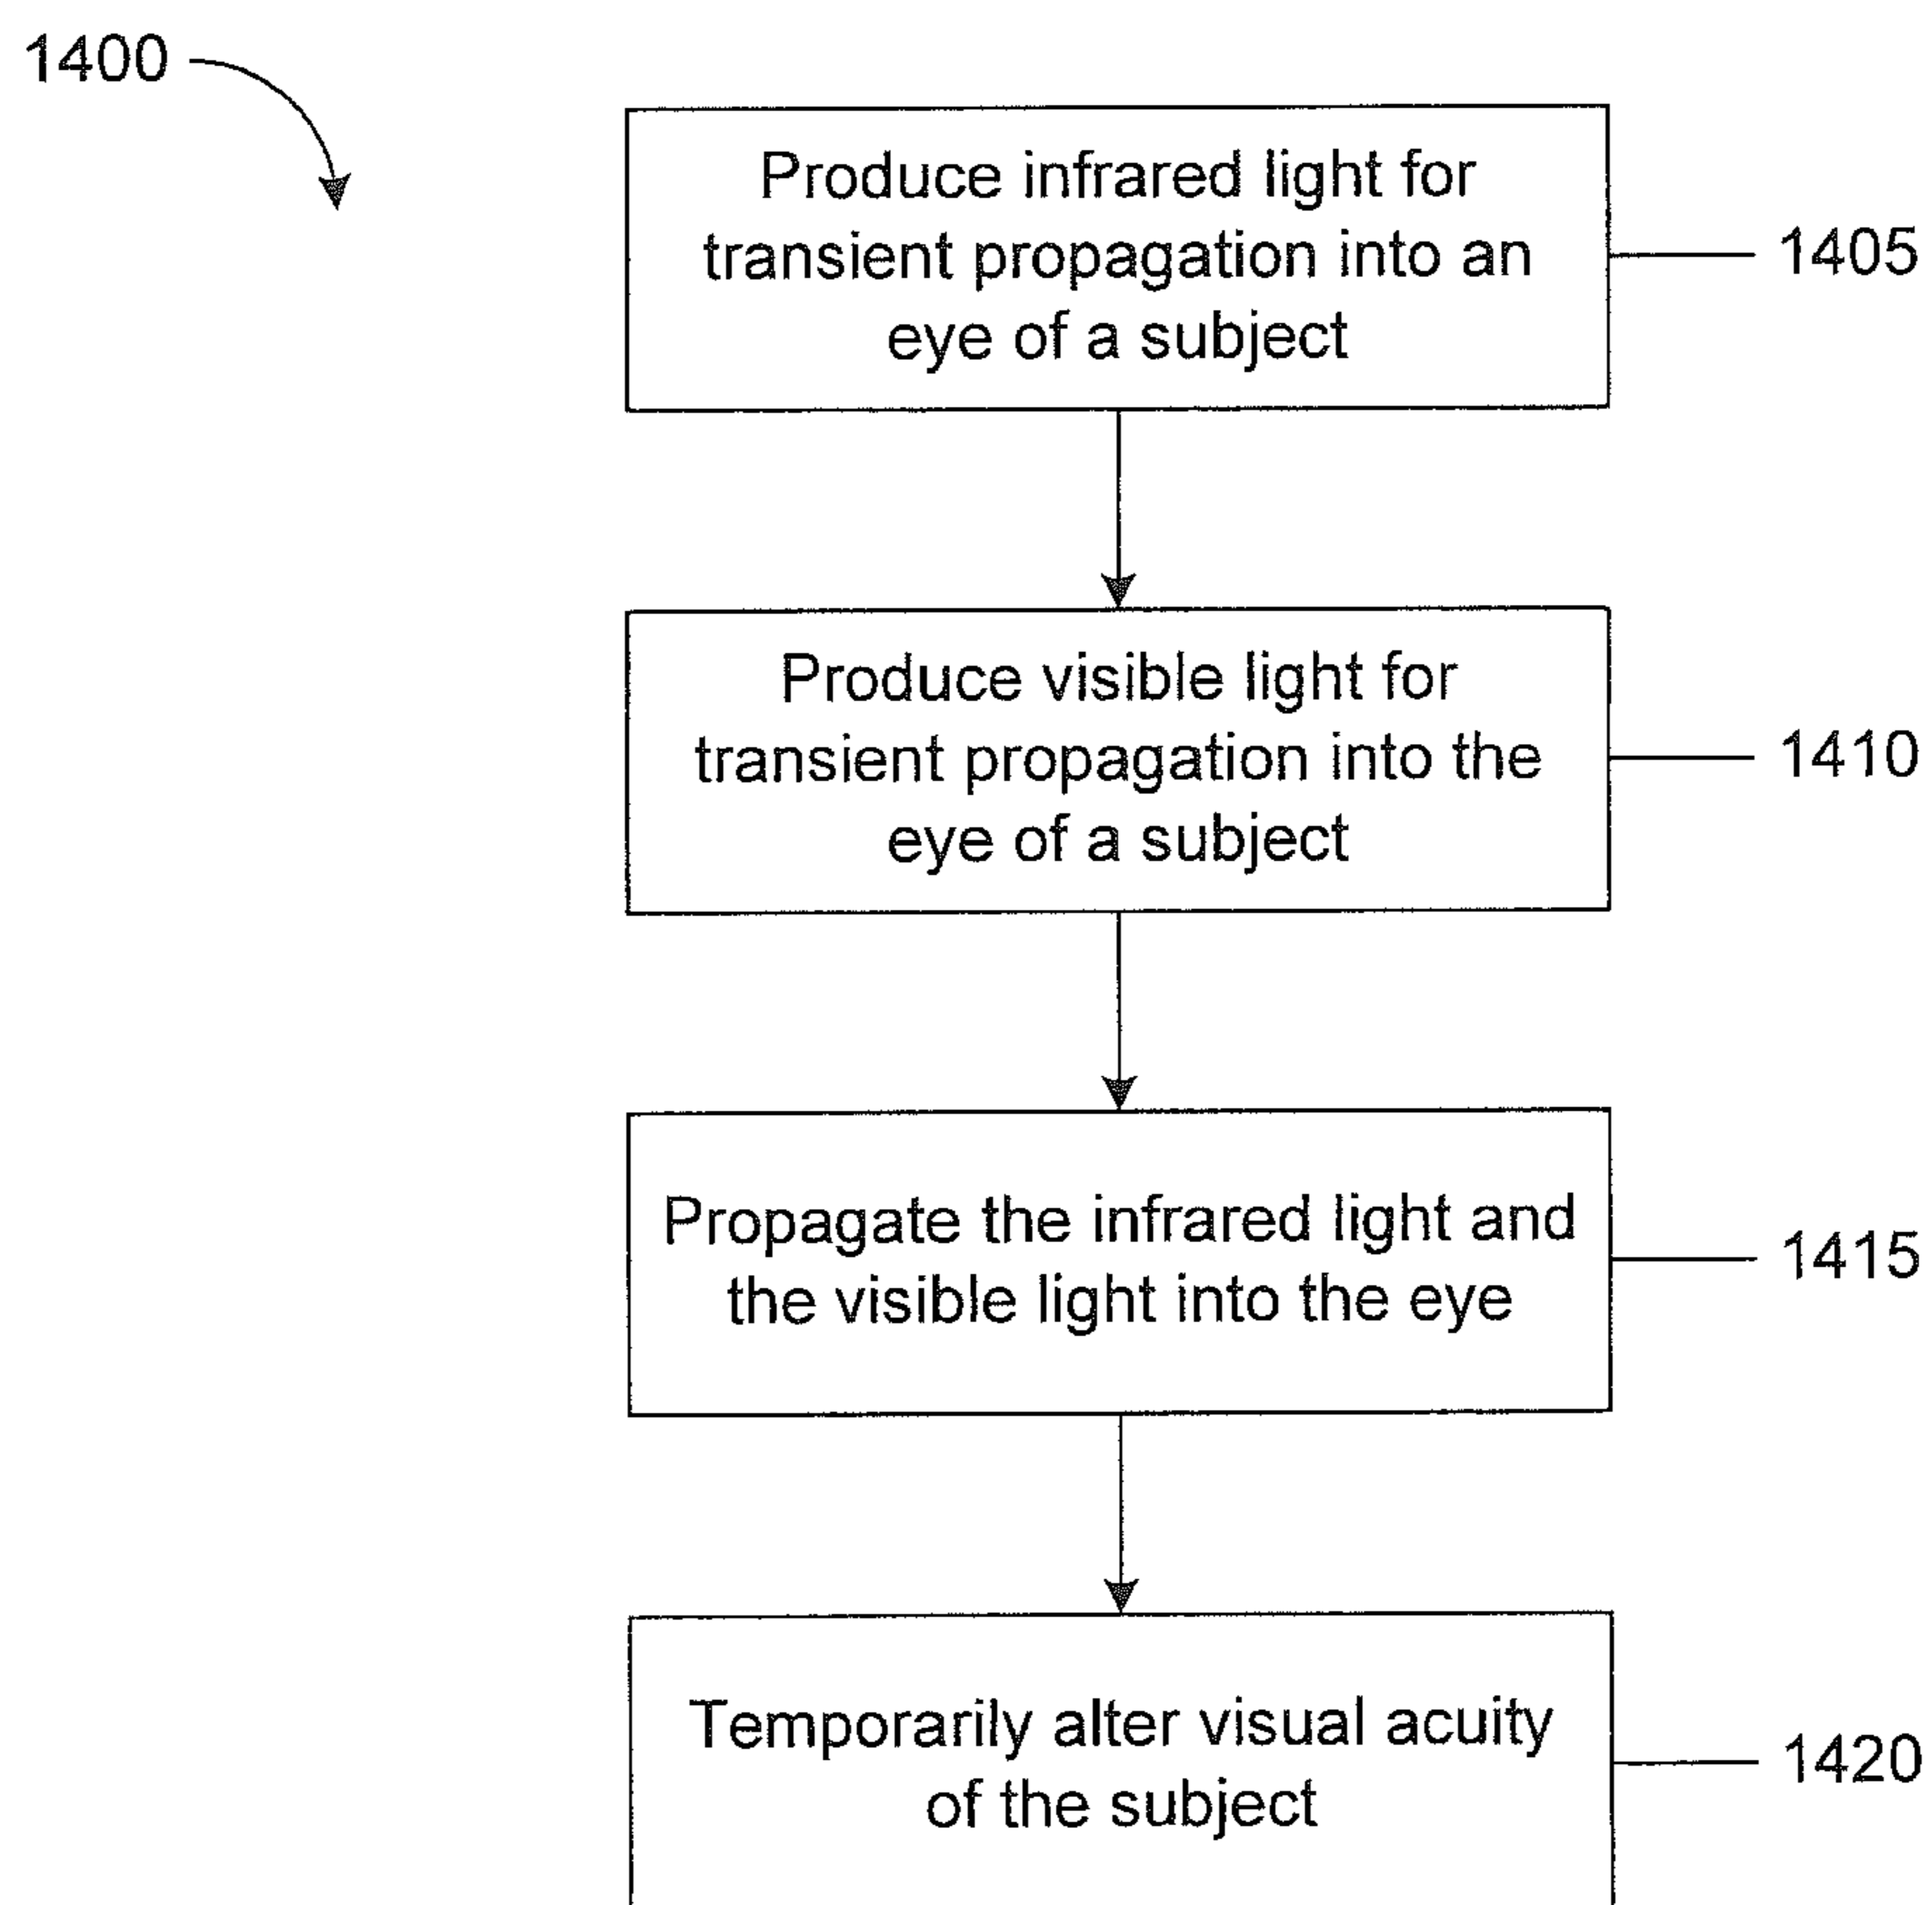 1400
Produce infrared light for
transient propagation into an
eye of a subject
1405
Produce visible light for
transient propagation into the
eye of a subject
1410
Propagate the infrared light and
the visible light into the eye
1415
Temporarily alter visual acuity
of the subject
1420